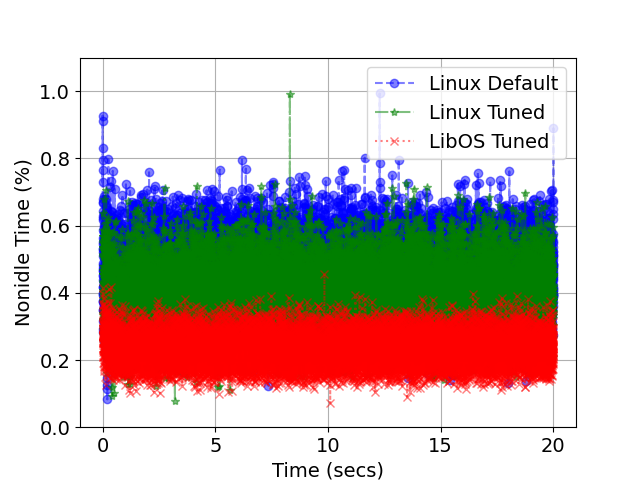 Linux Default
Linux Tuned
LibOS Tuned
Nonidle Time (%)
1.0
0.8
0.6
0.4
0.2
0.0
0 5 10 15 20
Time (secs)